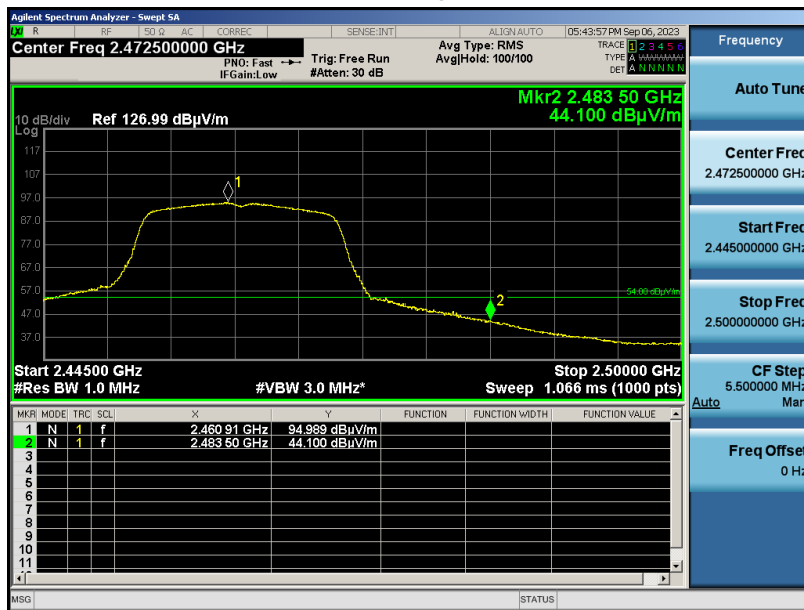 Agilent Spectrum Analyzer - Swept SA
LXI R RF 50 Ω AC CORREC SENSE:INT ALIGN AUTO 05:43:57 PM Sep 06, 2023
Center Freq 2.472500000 GHz Avg Type: RMS TRACE 1 2 3 4 5 6
PNO: Fast Trig: Free Run Avg|Hold: 100/100 TYPE A WWWWW
IFGain:Low #Atten: 30 dB DET A N N N N N
Mkr2 2.483 50 GHz
10 dB/div Ref 126.99 dBµV/m 44.100 dBµV/m
Log
117
107
97.0
87.0
77.0
67.0
57.0
47.0
37.0
1
2
54.00 dBµV/m
Start 2.44500 GHz Stop 2.50000 GHz
#Res BW 1.0 MHz #VBW 3.0 MHz* Sweep 1.066 ms (1000 pts)
MKR MODE TRC SCL X Y FUNCTION FUNCTION WIDTH FUNCTION VALUE
1 N 1 f 2.460 91 GHz 94.989 dBµV/m
2 N 1 f 2.483 50 GHz 44.100 dBµV/m
3
4
5
6
7
8
9
10
11
MSG STATUS
Frequency
Auto Tune
Center Freq
2.472500000 GHz
Start Freq
2.445000000 GHz
Stop Freq
2.500000000 GHz
CF Step
5.500000 MHz
Auto Man
Freq Offset
0 Hz